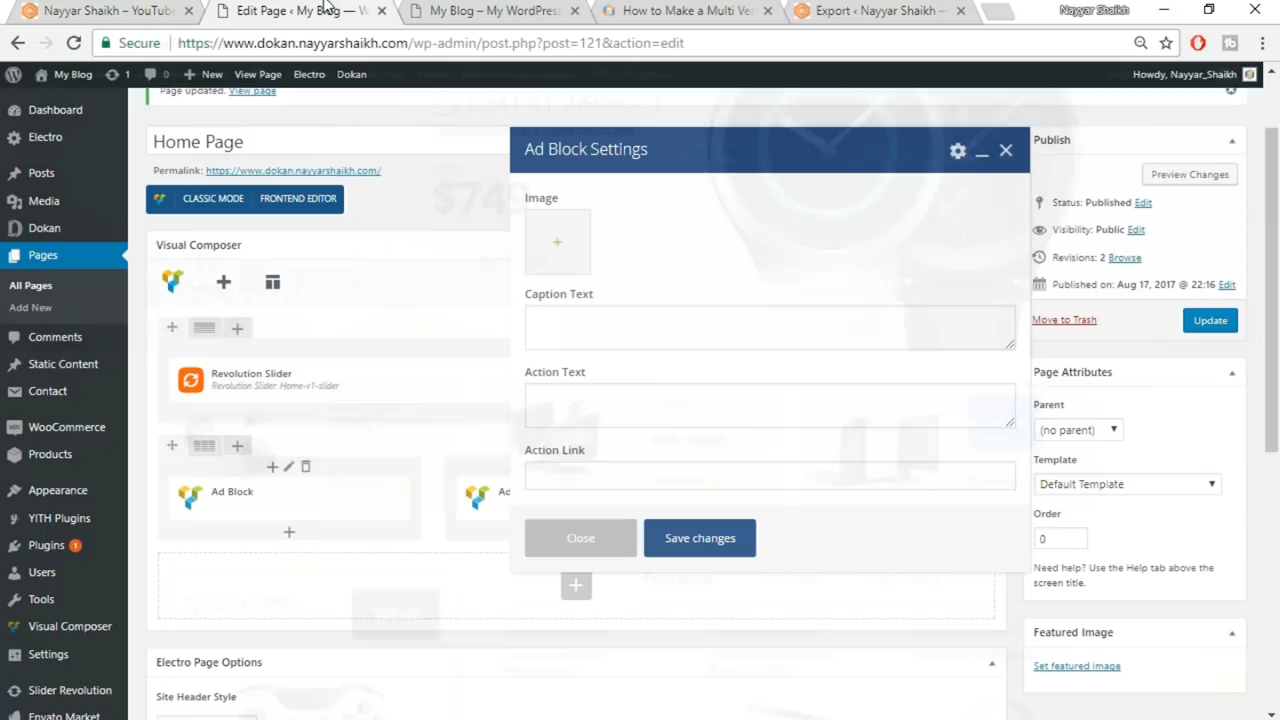 Nayyar Shaikh – YouTube
Edit Page ‹ My Blog — W
My Blog – My WordPress
How to Make a Multi Ve
Export ‹ Nayyar Shaikh —
Nayyar Shaikh
Secure
https://www.dokan.nayyarshaikh.com/wp-admin/post.php?post=121&action=edit
My Blog
1
0
New
View Page
Electro
Dokan
Howdy, Nayyar_Shaikh
Page updated. View page
Dashboard
Electro
Posts
Media
Dokan
Pages
All Pages
Add New
Comments
Static Content
Contact
WooCommerce
Products
Appearance
YITH Plugins
Plugins 1
Users
Tools
Visual Composer
Settings
Slider Revolution
Envato Market
Home Page
Permalink: https://www.dokan.nayyarshaikh.com/
CLASSIC MODE
FRONTEND EDITOR
Visual Composer
Revolution Slider
Revolution Slider: Home-v1-slider
Ad Block
Ad
Electro Page Options
Site Header Style
$749
Ad Block Settings
Image
Caption Text
Action Text
Action Link
Close
Save changes
Publish
Preview Changes
Status: Published Edit
Visibility: Public Edit
Revisions: 2 Browse
Published on: Aug 17, 2017 @ 22:16 Edit
Move to Trash
Update
Page Attributes
Parent
(no parent)
Template
Default Template
Order
0
Need help? Use the Help tab above the
screen title.
Featured Image
Set featured image